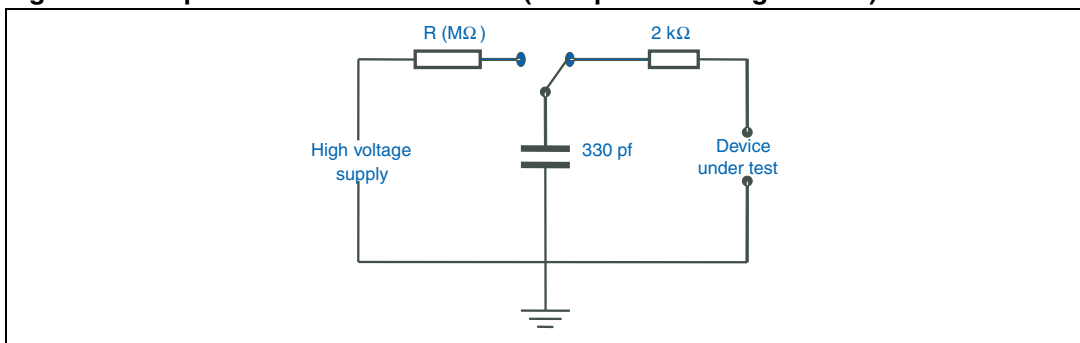 R (MΩ)
2 kΩ
High voltage
supply
330 pf
Device
under test